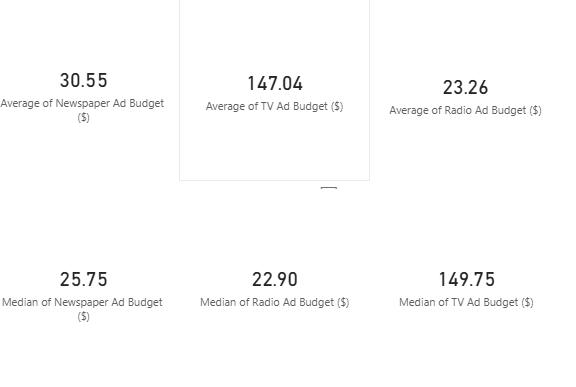 30.55
Average of Newspaper Ad Budget
($)
147.04
Average of TV Ad Budget ($)
23.26
Average of Radio Ad Budget ($)
25.75
Median of Newspaper Ad Budget
($)
22.90
Median of Radio Ad Budget ($)
149.75
Median of TV Ad Budget ($)